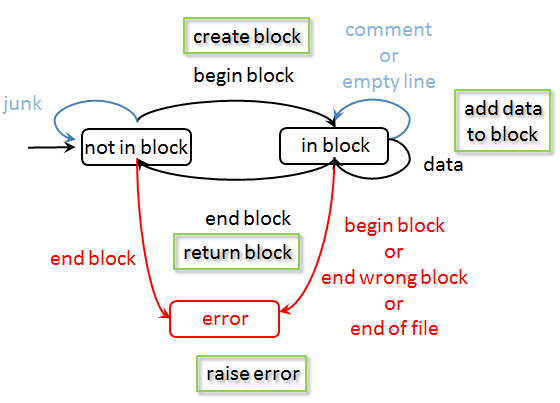 create block
comment
or
empty line
begin block
junk
add data
to block
not in block
in block
data
end block
return block
begin block
or
end wrong block
or
end of file
end block
error
raise error